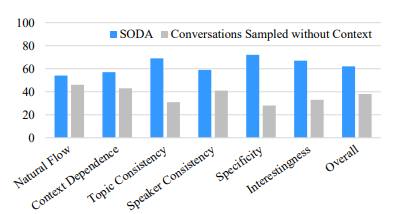 100
SODA Conversations Sampled without Context
80
60
40
20
0
Natural Flow
Context Dependence
Topic Consistency
Speaker Consistency
Specificity
Interestingness
Overall